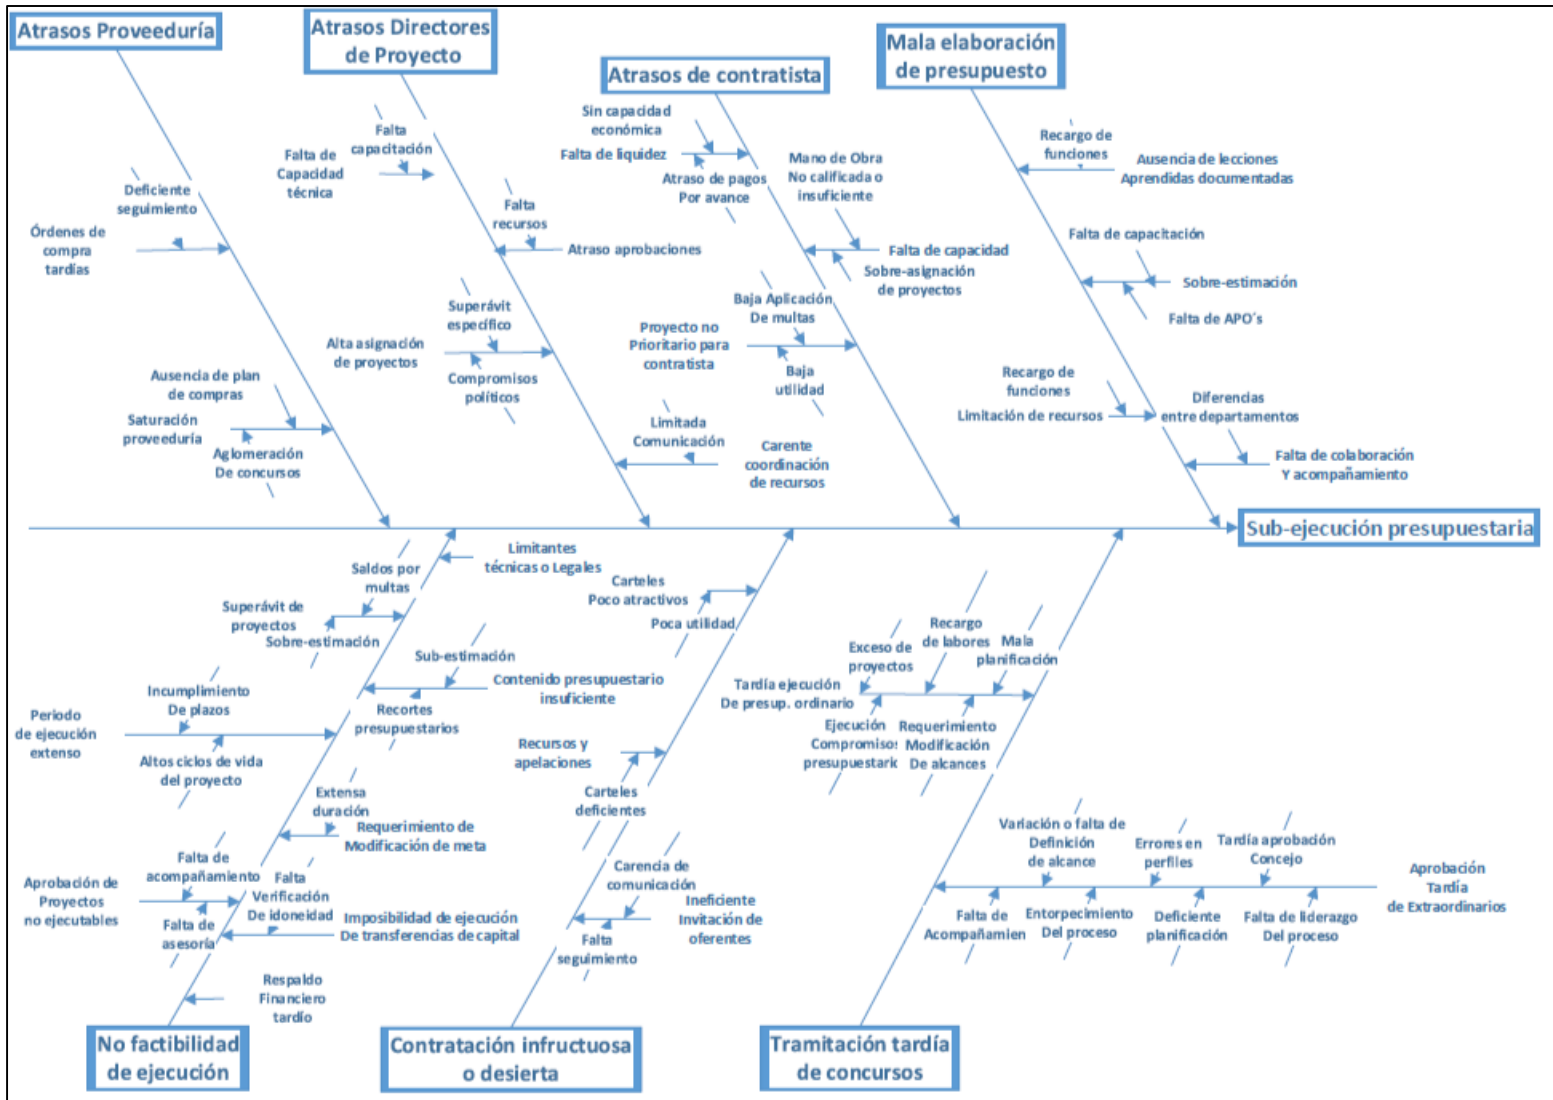 Atrasos Proveeduría
Deficiente
seguimiento
Órdenes de
compra
tardías
Ausencia de plan
de compras
Saturación
proveeduría
Aglomeración
De concursos
Atrasos Directores
de Proyecto
Falta
capacitación
Falta de
Capacidad
técnica
Falta
recursos
Atraso aprobaciones
Superávit
específico
Alta asignación
de proyectos
Compromisos
políticos
Limitada
Comunicación
Carente
coordinación
de recursos
Atrasos de contratista
Sin capacidad
económica
Falta de liquidez
Atraso de pagos
Por avance
Mano de Obra
No calificada o
insuficiente
Falta de capacidad
Sobre-asignación
de proyectos
Baja Aplicación
De multas
Proyecto no
Prioritario para
contratista
Baja
utilidad
Mala elaboración
de presupuesto
Recargo de
funciones
Ausencia de lecciones
Aprendidas documentadas
Falta de capacitación
Sobre-estimación
Falta de APO´s
Recargo de
funciones
Limitación de recursos
Diferencias
entre departamentos
Falta de colaboración
Y acompañamiento
Sub-ejecución presupuestaria
Limitantes
técnicas o Legales
Saldos por
multas
Superávit de
proyectos
Sobre-estimación
Sub-estimación
Contenido presupuestario
insuficiente
Recortes
presupuestarios
Incumplimiento
De plazos
Periodo
de ejecución
extenso
Altos ciclos de vida
del proyecto
Extensa
duración
Requerimiento de
Modificación de meta
Falta de
acompañamiento
Aprobación de
Proyectos
no ejecutables
Falta de
asesoría
Falta
Verificación
De idoneidad
Imposibilidad de ejecución
De transferencias de capital
Respaldo
Financiero
tardío
No factibilidad
de ejecución
Carteles
Poco atractivos
Poca utilidad
Recursos y
apelaciones
Carteles
deficientes
Carencia de
comunicación
Ineficiente
Invitación de
oferentes
Falta
seguimiento
Contratación infructuosa
o desierta
Exceso de
proyectos
Recargo
de labores
Mala
planificación
Tardía ejecución
De presup. ordinario
Ejecución
Compromisos
presupuestark
Requerimiento
Modificación
De alcances
Variación o falta de
Definición
de alcance
Errores en
perfiles
Tardía aprobación
Concejo
Aprobación
Tardía
de Extraordinarios
Falta de
Acompañamien
Entorpecimiento
Del proceso
Deficiente
planificación
Falta de liderazgo
Del proceso
Tramitación tardía
de concursos